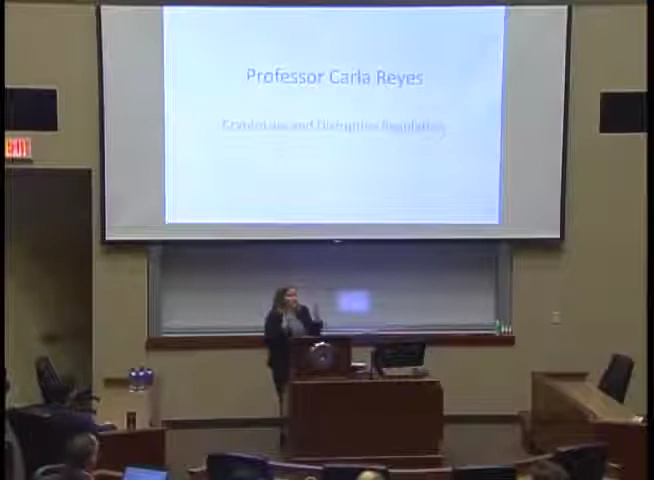 Professor Carla Reyes
CryptoLaw and Disruptive Regulation
EXIT